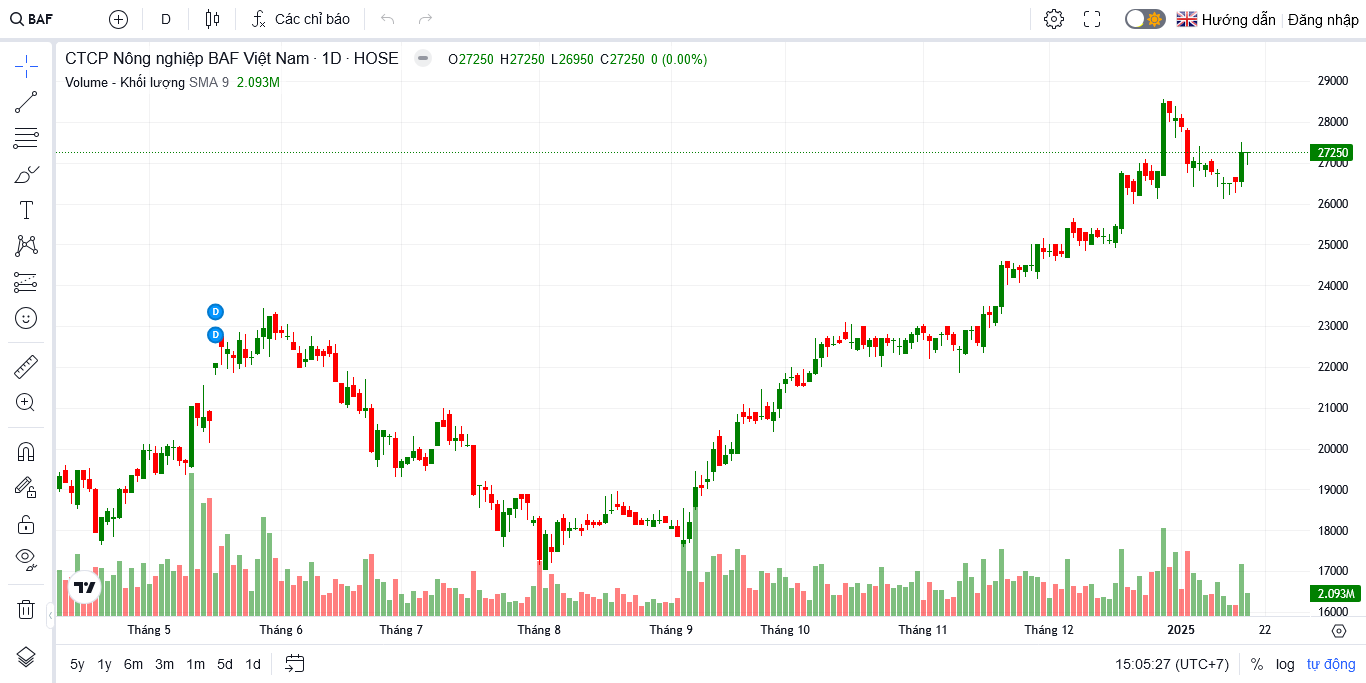 BAF D Các chỉ báo Hướng dẫn Đăng nhập
CTCP Nông nghiệp BAF Việt Nam · 1D · HOSE O27250 H27250 L26950 C27250 0 (0.00%)
Volume - Khối lượng SMA 9 2.093M
29000
28000
27250
27000
26000
25000
24000
23000
22000
21000
20000
19000
18000
17000
2.093M
16000
D
D
Tháng 5 Tháng 6 Tháng 7 Tháng 8 Tháng 9 Tháng 10 Tháng 11 Tháng 12 2025 22
5y 1y 6m 3m 1m 5d 1d 15:05:27 (UTC+7) % log tự động